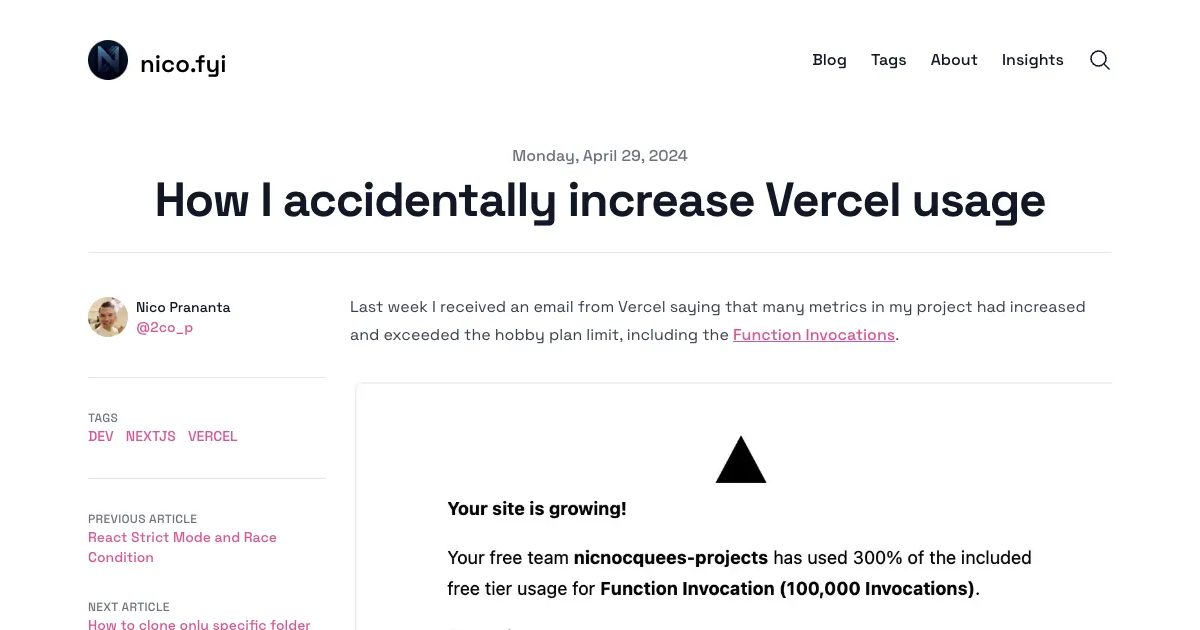 nico.fyi
Blog Tags About Insights
Monday, April 29, 2024
How I accidentally increase Vercel usage
Nico Prananta
@2co_p
TAGS
DEV NEXTJS VERCEL
PREVIOUS ARTICLE
React Strict Mode and Race
Condition
NEXT ARTICLE
How to clone only specific folder
Last week I received an email from Vercel saying that many metrics in my project had increased
and exceeded the hobby plan limit, including the Function Invocations.
Your site is growing!
Your free team nicnocquees-projects has used 300% of the included
free tier usage for Function Invocation (100,000 Invocations).